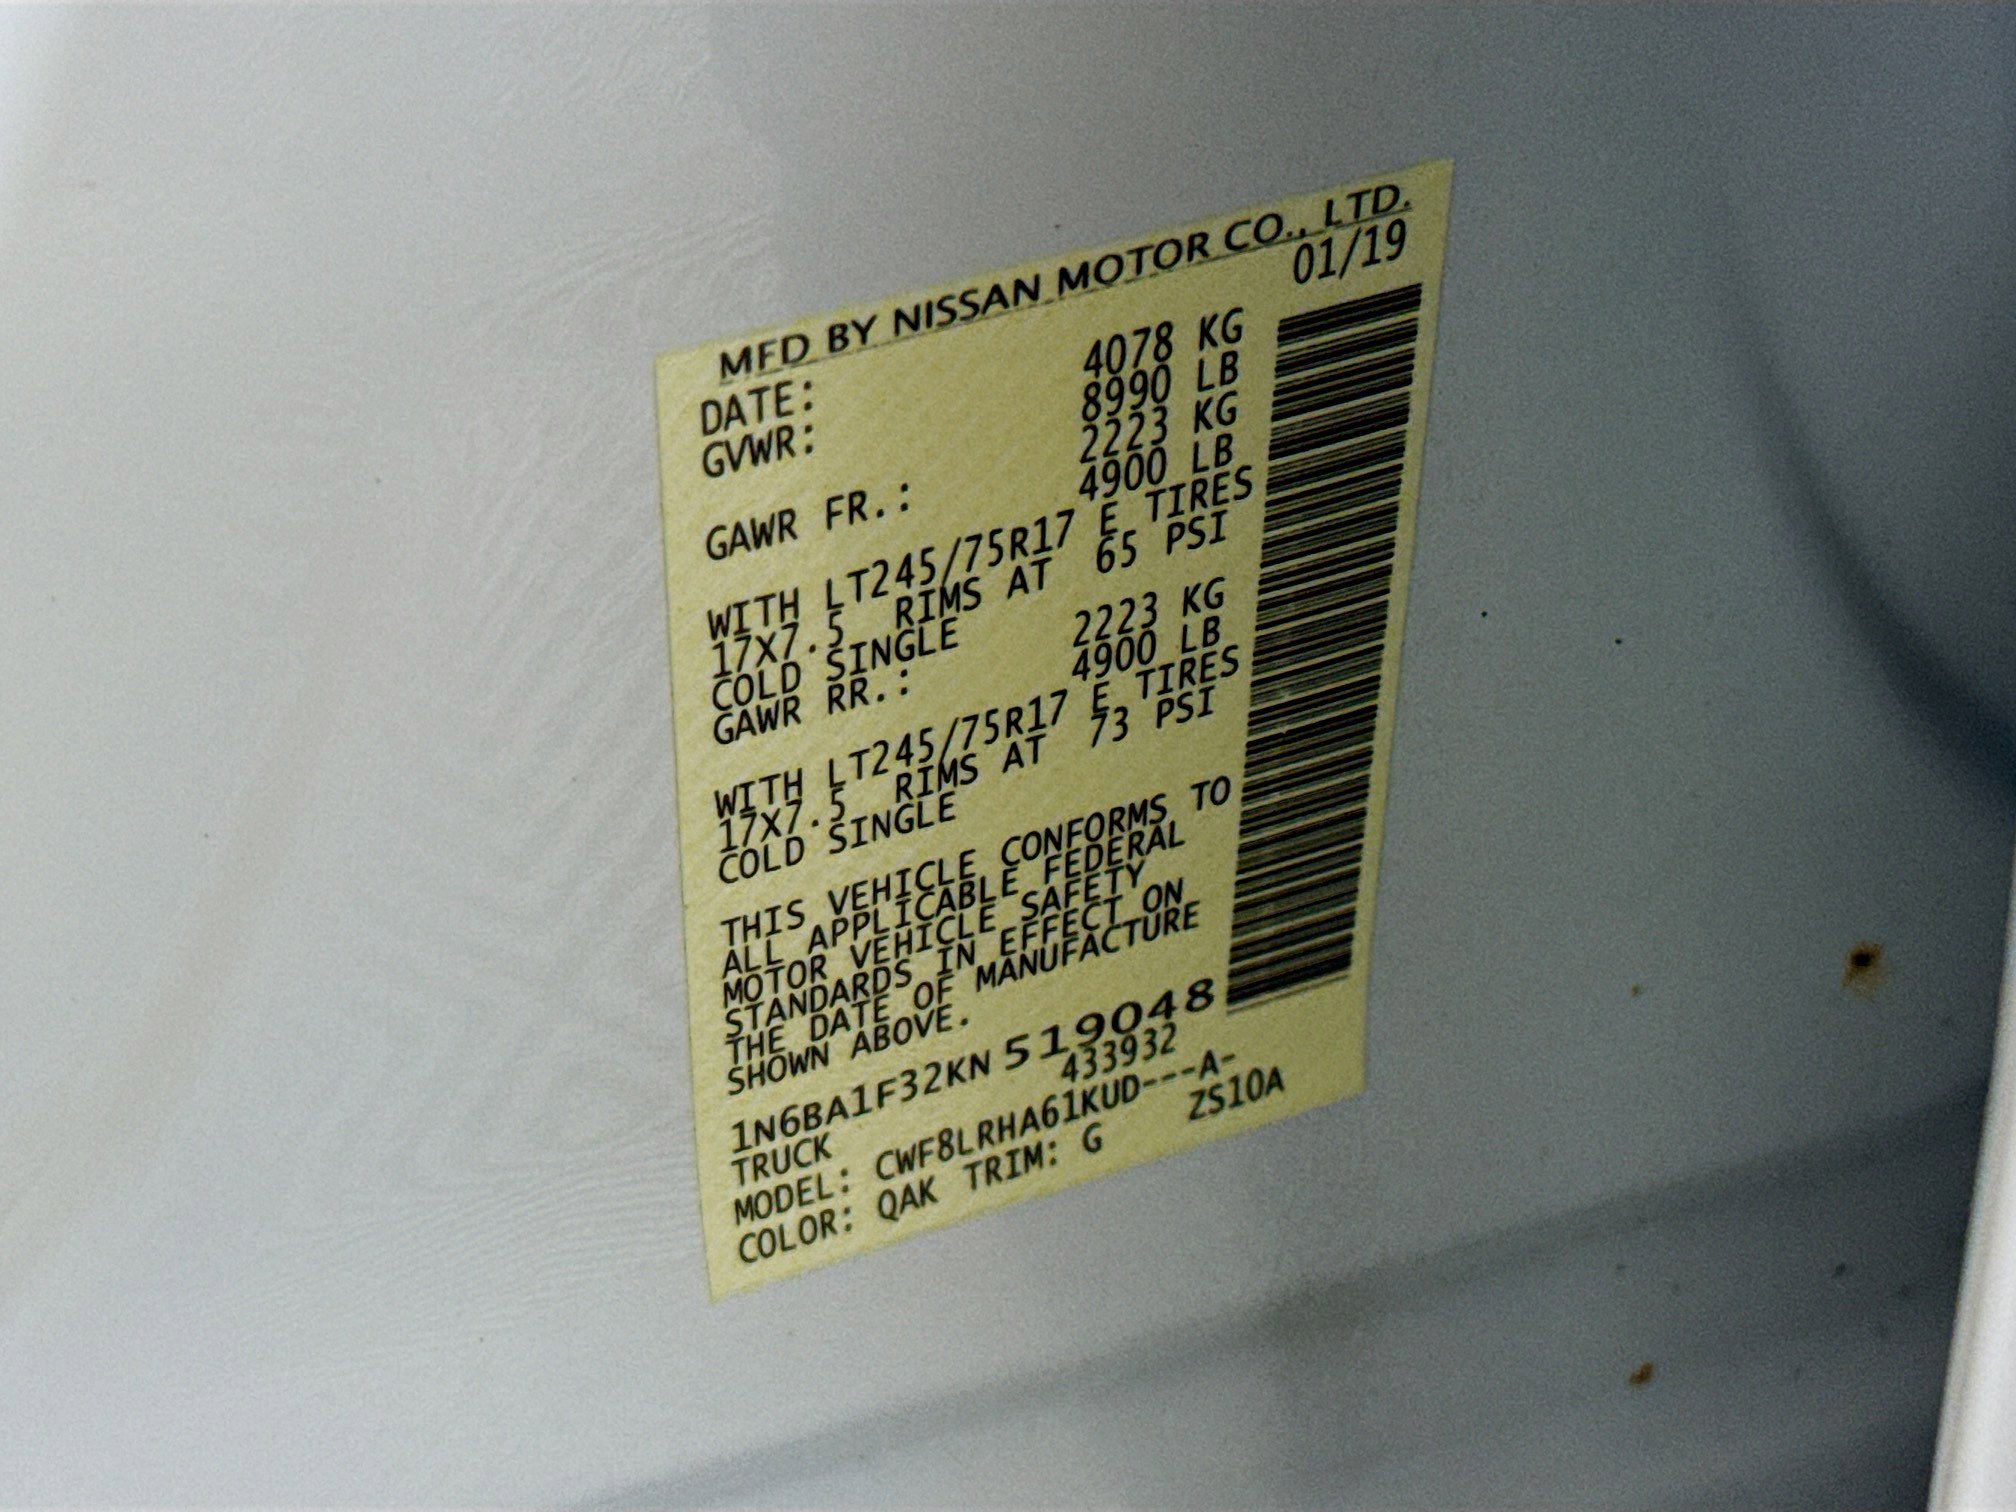 MFD BY NISSAN MOTOR CO., LTD.
DATE: 01/19
GVWR: 4078 KG
8990 LB
GAWR FR.: 2223 KG
4900 LB
WITH LT245/75R17 E TIRES
17X7.5 RIMS AT 65 PSI
COLD SINGLE
GAWR RR.: 2223 KG
4900 LB
WITH LT245/75R17 E TIRES
17X7.5 RIMS AT 73 PSI
COLD SINGLE
THIS VEHICLE CONFORMS TO
ALL APPLICABLE FEDERAL
MOTOR VEHICLE SAFETY
STANDARDS IN EFFECT ON
THE DATE OF MANUFACTURE
SHOWN ABOVE.
1N6BA1F32KN 519048
TRUCK 433932
MODEL: CWF8LRHA61KUD---A-
COLOR: QAK TRIM: G ZS10A